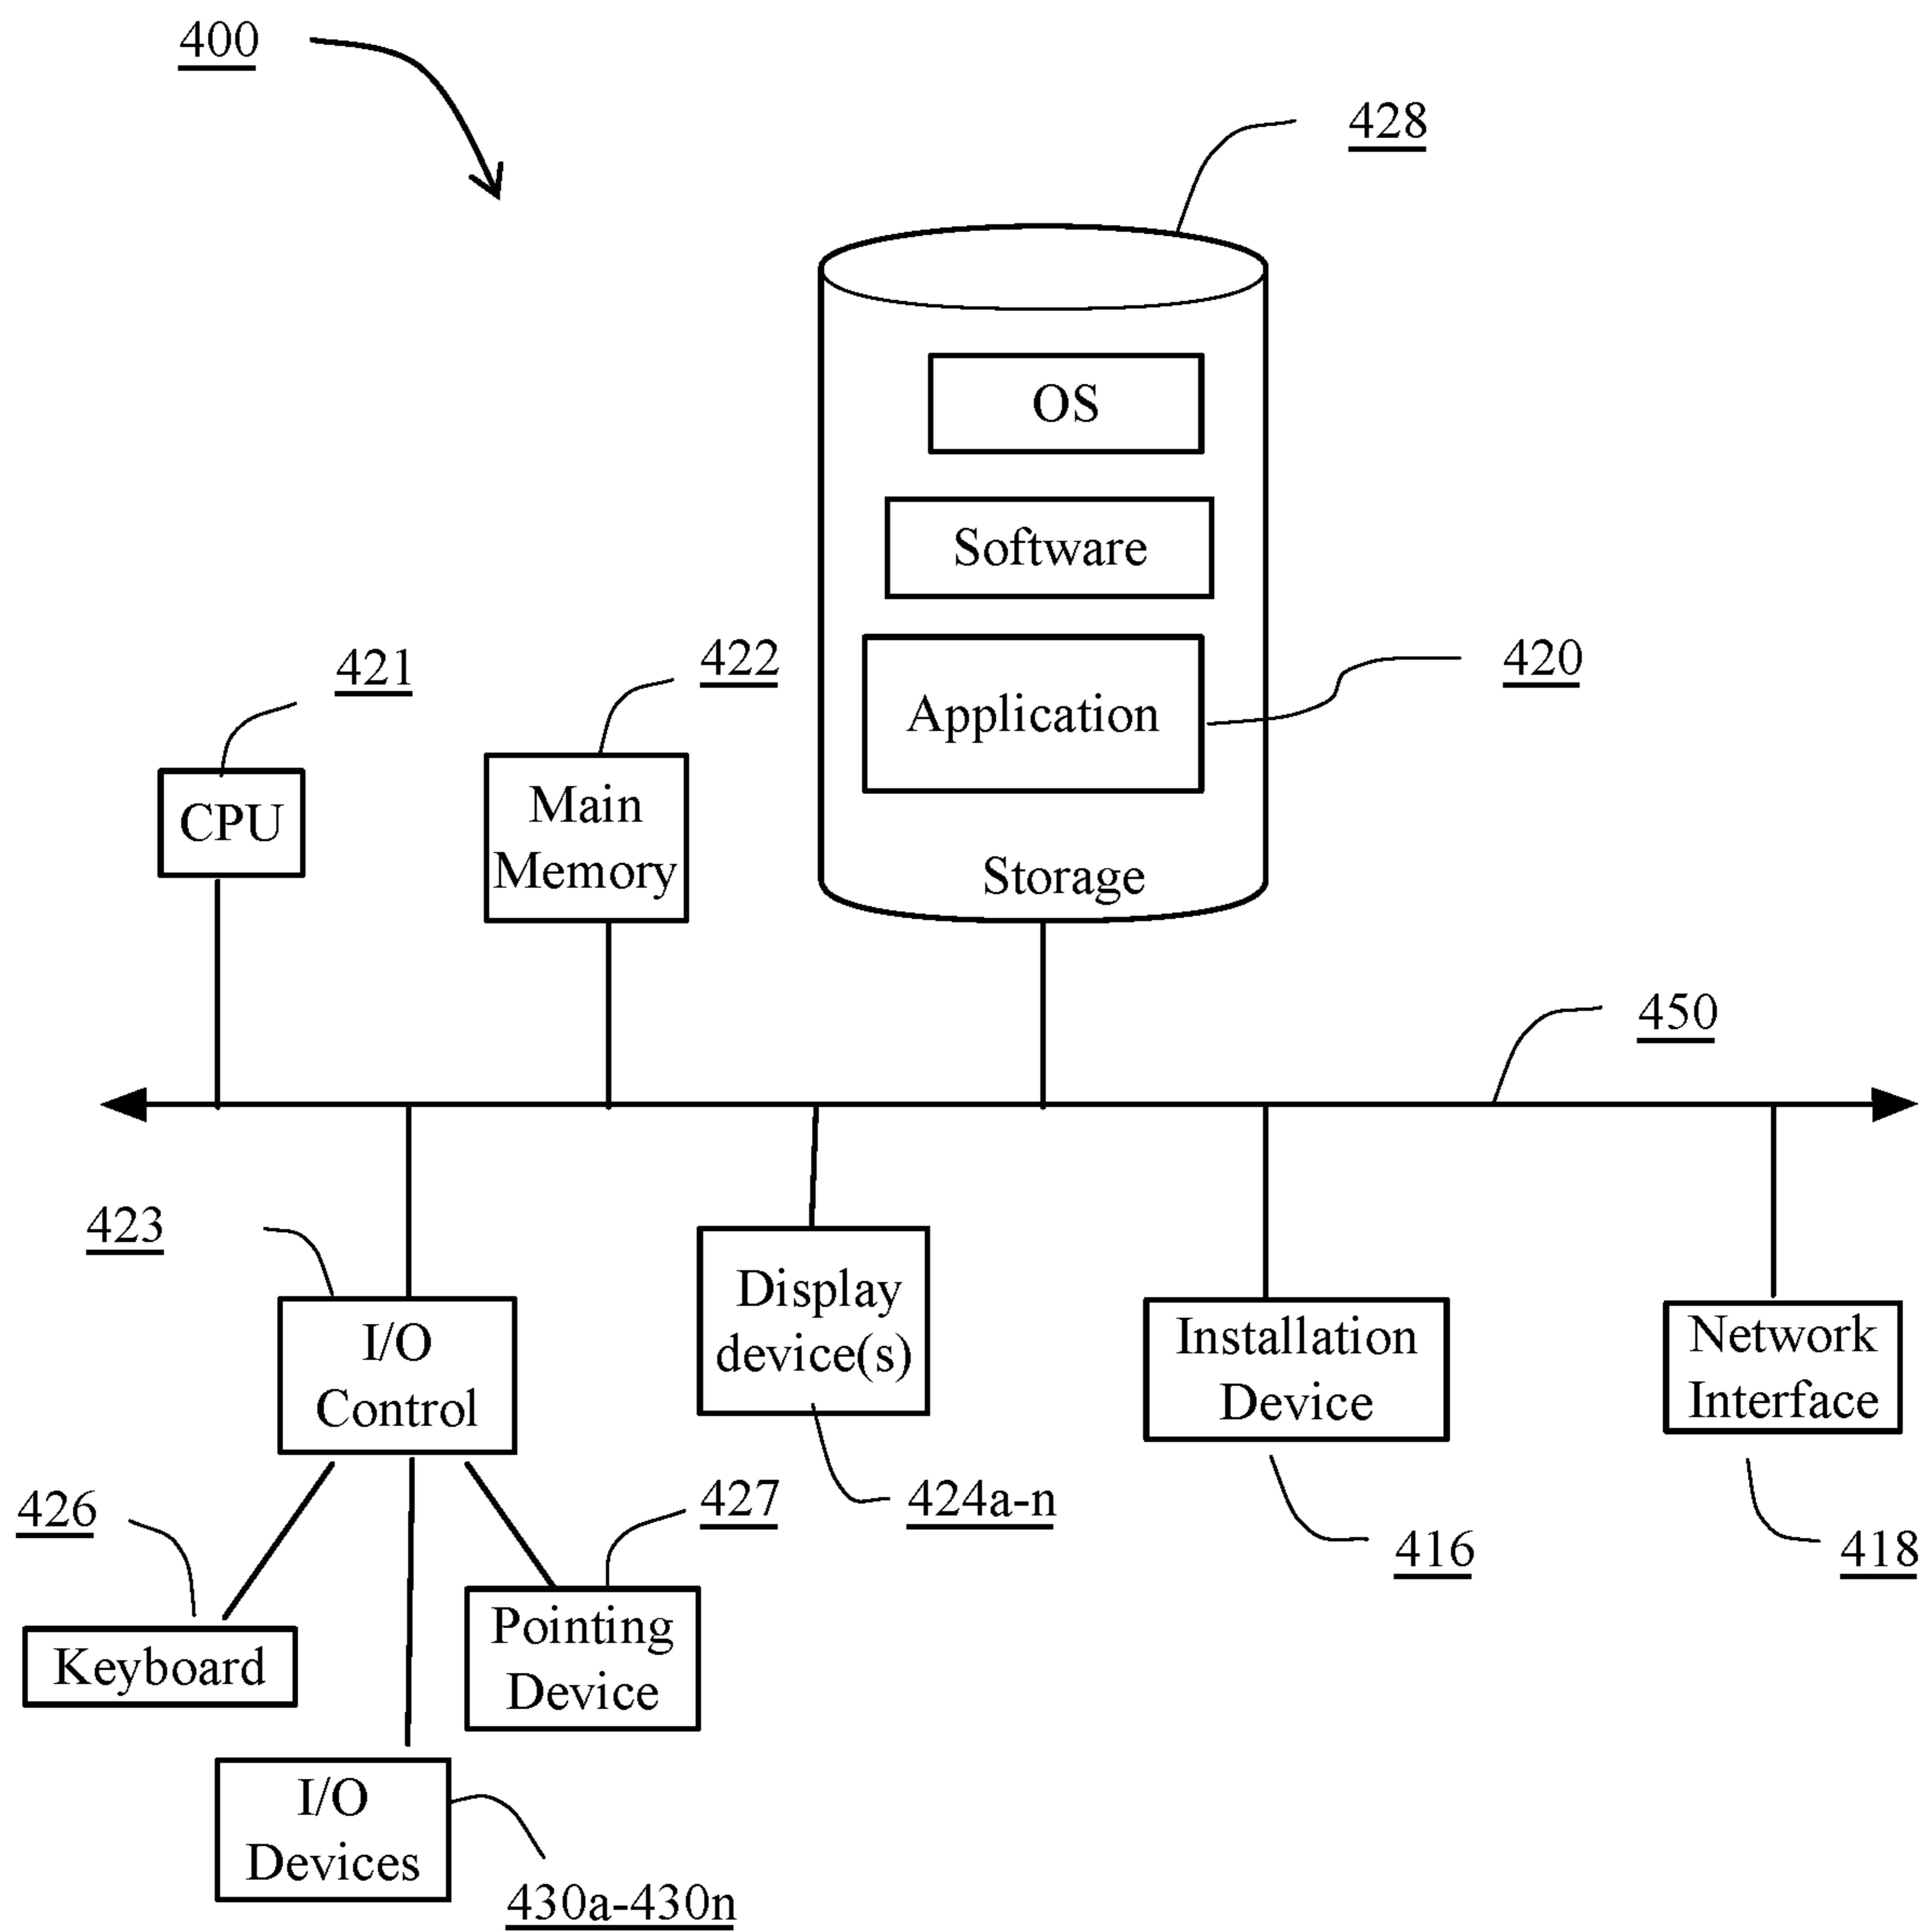 400
428
OS
Software
Application
420
421
422
CPU
Main
Memory
Storage
450
423
Display
device(s)
I/O
Control
Installation
Device
Network
Interface
426
427
424a-n
416
418
Keyboard
Pointing
Device
I/O
Devices
430a-430n